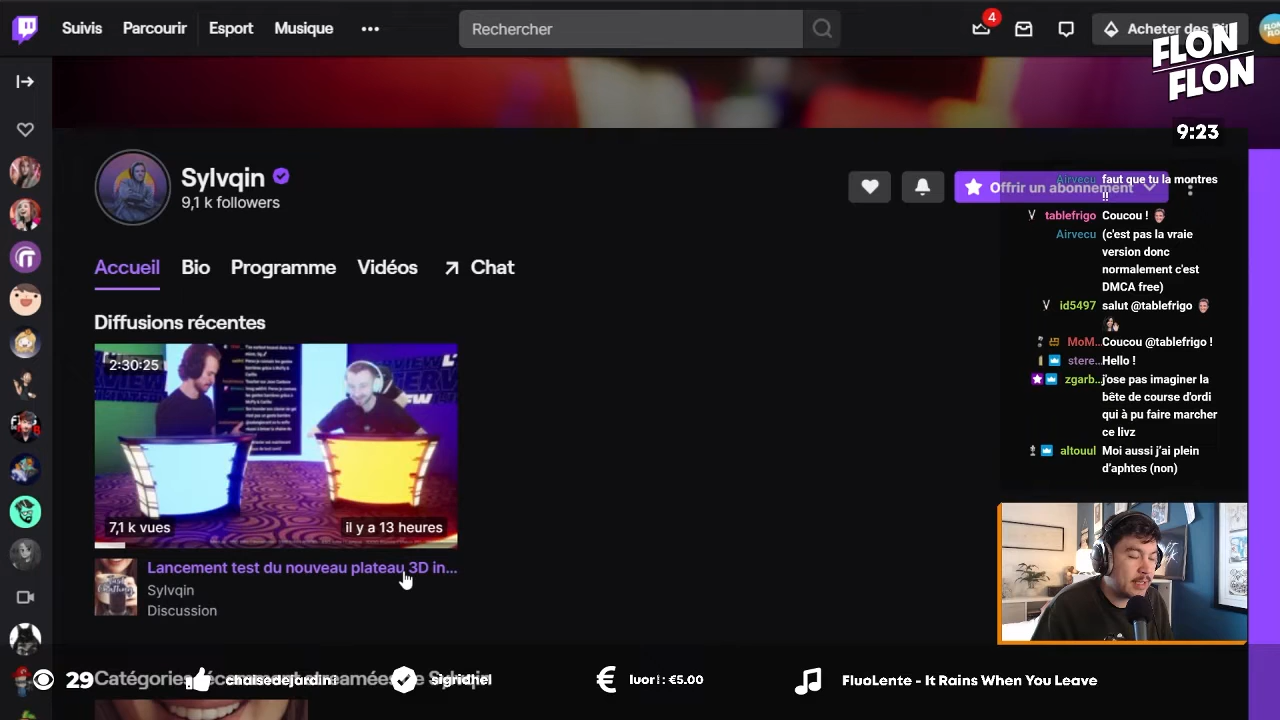 Suivis
Parcourir
Esport
Musique
Rechercher
4
Acheter des Bits
FLON
FLON
9:23
Sylvqin
9,1 k followers
Offrir un abonnement
Accueil
Bio
Programme
Vidéos
Chat
Diffusions récentes
2:30:25
7,1 k vues
il y a 13 heures
Lancement test du nouveau plateau 3D in...
Sylvqin
Discussion
Airvecu faut que tu la montres
!!
tablefrigo Coucou !
Airvecu (c'est pas la vraie
version donc
normalement c'est
DMCA free)
id5497 salut @tablefrigo
MoM... Coucou @tablefrigo !
stere... Hello !
zgarb... j'ose pas imaginer la
bête de course d'ordi
qui à pu faire marcher
ce livz
altouul Moi aussi j'ai plein
d'aphtes (non)
29
chaisedejardin
luor! : €5.00
FluoLente - It Rains When You Leave